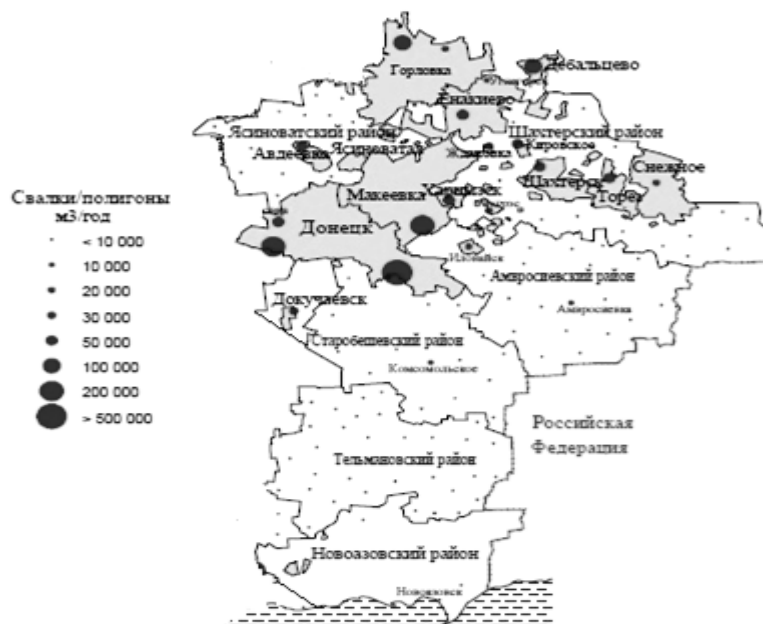 Горловка
Дебальцево
Енакиево
Ясиноватский район
Шахтерский район
Авдеевка
Ясиноватая
Ждановка
Кировское
Снежное
Свалки/полигоны
м3/год
< 10 000
10 000
20 000
30 000
50 000
100 000
200 000
> 500 000
Макеевка
Харцызск
Шахтерск
Торез
Донецк
Иловайск
Амвросиевский район
Амвросиевка
Докучаевск
Старобешевский район
Комсомольское
Российская
Федерация
Тельмановский район
Новоазовский район
Новоазовск